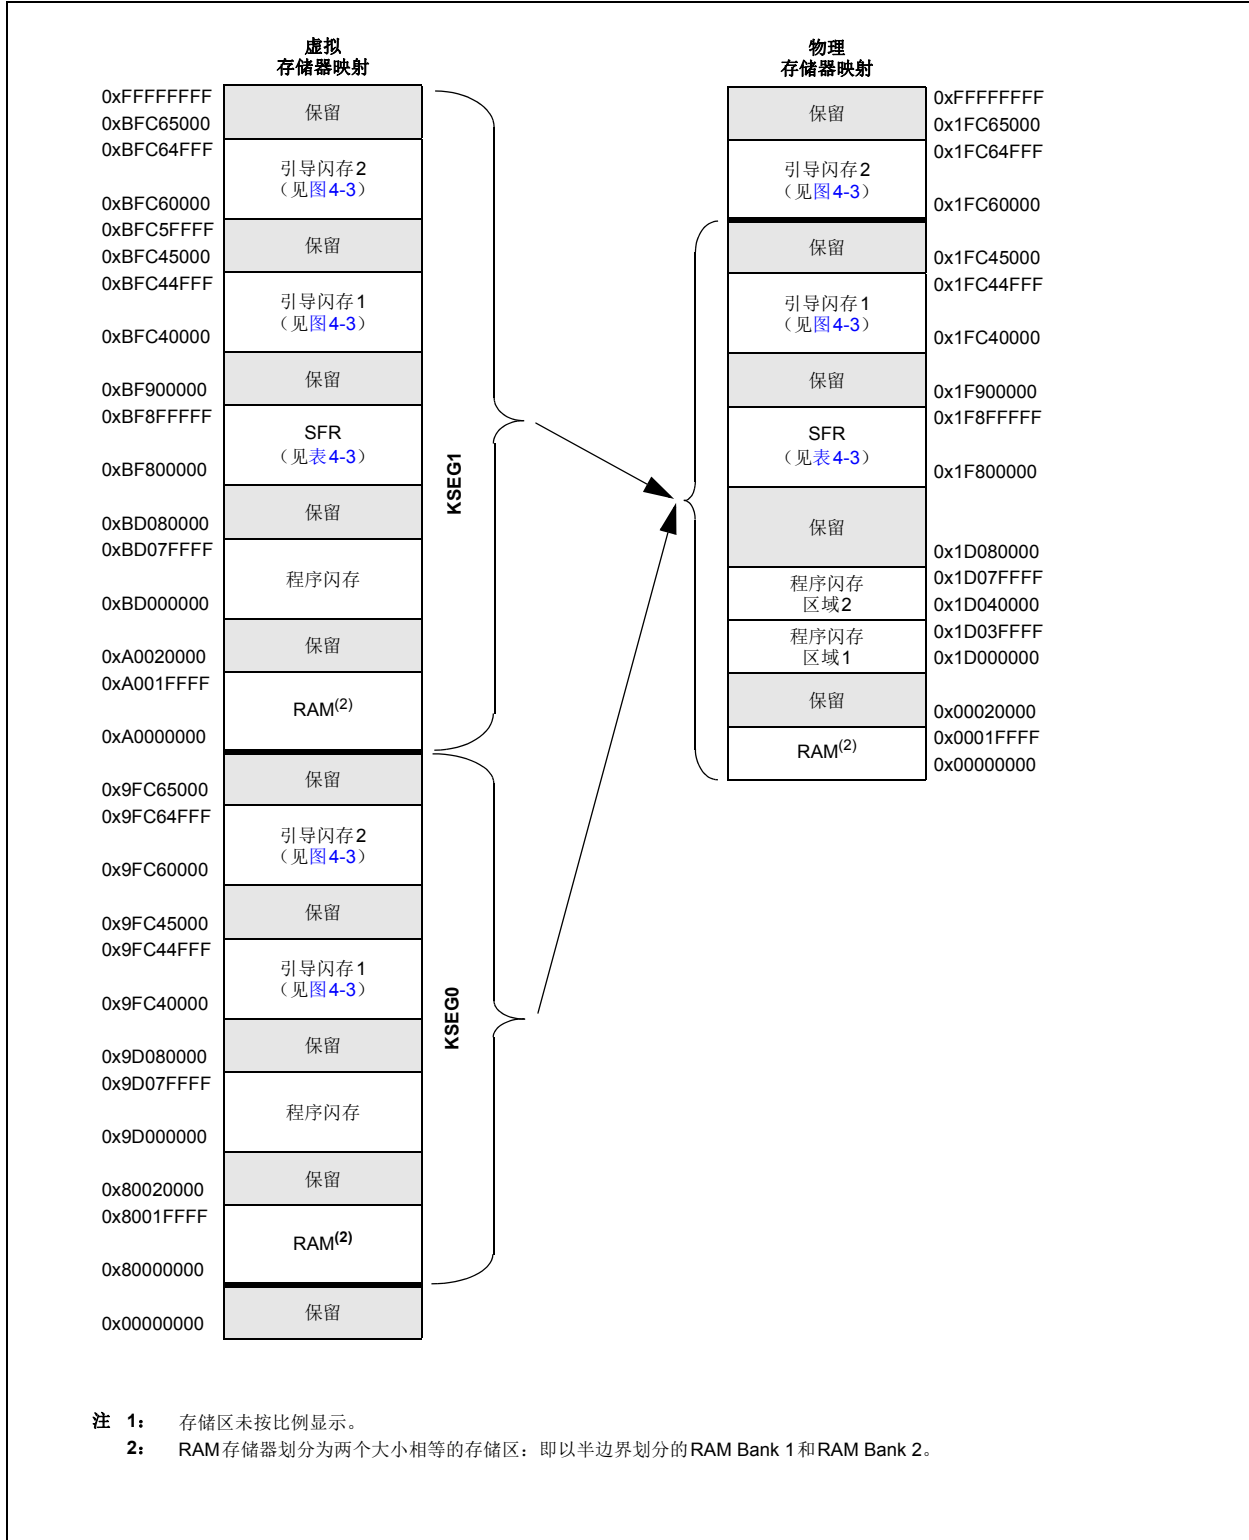 虚拟
存储器映射
0xFFFFFFFF
保留
0xBFC65000
0xBFC64FFF
引导闪存2
（见图4-3）
0xBFC60000
0xBFC5FFFF
保留
0xBFC45000
0xBFC44FFF
引导闪存1
（见图4-3）
0xBFC40000
保留
0xBF900000
0xBF8FFFFF
SFR
（见表4-3）
0xBF800000
保留
0xBD080000
0xBD07FFFF
程序闪存
0xBD000000
保留
0xA0020000
0xA001FFFF
RAM(2)
0xA0000000
KSEG1
保留
0x9FC65000
0x9FC64FFF
引导闪存2
（见图4-3）
0x9FC60000
保留
0x9FC45000
0x9FC44FFF
引导闪存1
（见图4-3）
0x9FC40000
保留
0x9D080000
0x9D07FFFF
程序闪存
0x9D000000
保留
0x80020000
0x8001FFFF
RAM(2)
0x80000000
KSEG0
保留
0x00000000
物理
存储器映射
0xFFFFFFFF
保留
0x1FC65000
0x1FC64FFF
引导闪存2
（见图4-3）
0x1FC60000
保留
0x1FC45000
0x1FC44FFF
引导闪存1
（见图4-3）
0x1FC40000
保留
0x1F900000
0x1F8FFFFF
SFR
（见表4-3）
0x1F800000
保留
0x1D080000
0x1D07FFFF
程序闪存
区域2
0x1D040000
0x1D03FFFF
程序闪存
区域1
0x1D000000
保留
0x00020000
0x0001FFFF
RAM(2)
0x00000000
注 1： 存储区未按比例显示。
2： RAM存储器划分为两个大小相等的存储区：即以半边界划分的RAM Bank 1和RAM Bank 2。